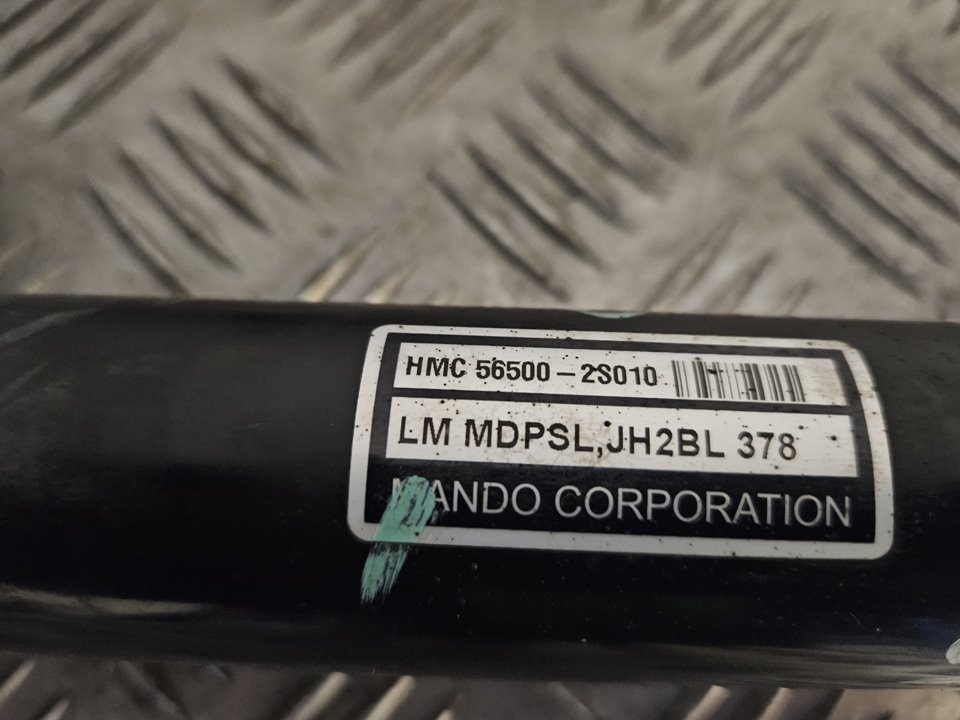 HMC 56500-2S010
LM MDPSL,JH2BL 378
MANDO CORPORATION